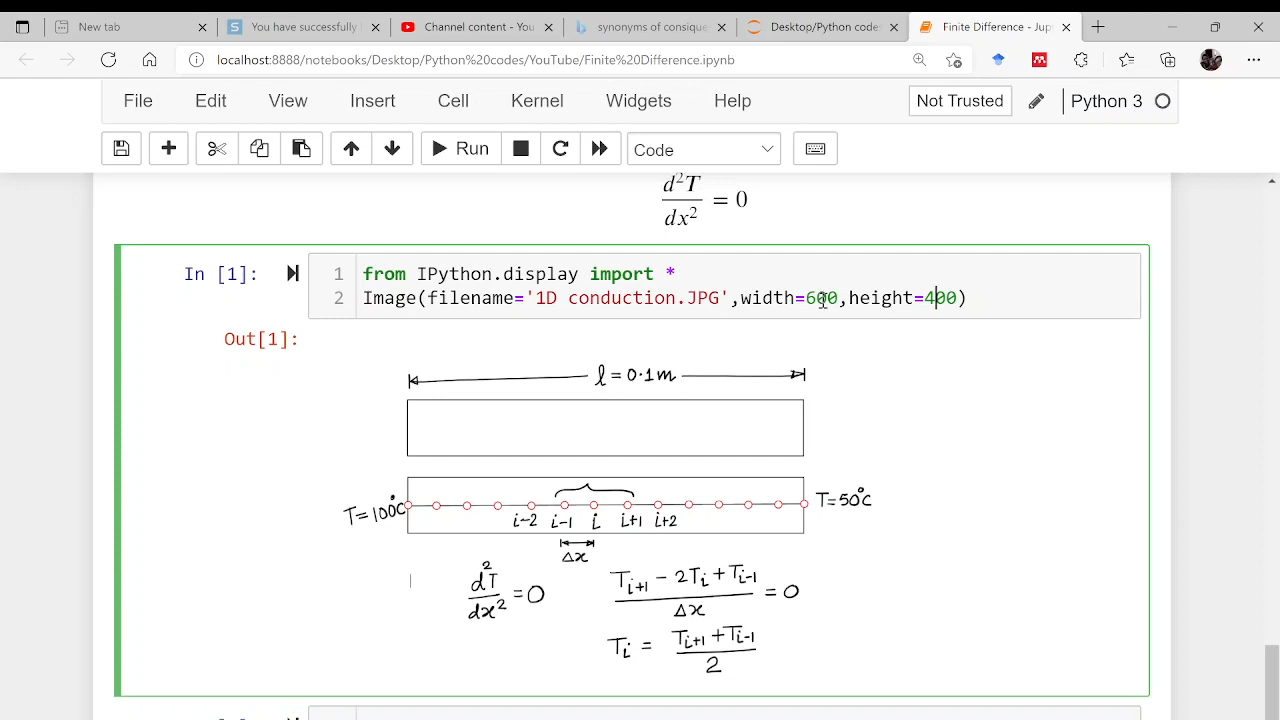 New tab
You have successfully
Channel content - You
synonyms of consique
Desktop/Python code
Finite Difference - Jup
localhost:8888/notebooks/Desktop/Python%20codes/YouTube/Finite%20Difference.ipynb
File Edit View Insert Cell Kernel Widgets Help
Not Trusted
Python 3
Run
Code
d²T
dx²
= 0
In [1]:
1 from IPython.display import *
2 Image(filename='1D conduction.JPG',width=600,height=400)
Out[1]:
l = 0.1m
T=100°C
T=50°C
i-2 i-1 i i+1 i+2
Δx
d²T
dx²
=0
Ti+1 - 2Ti + Ti-1
Δx
= 0
Ti =
Ti+1 + Ti-1
2